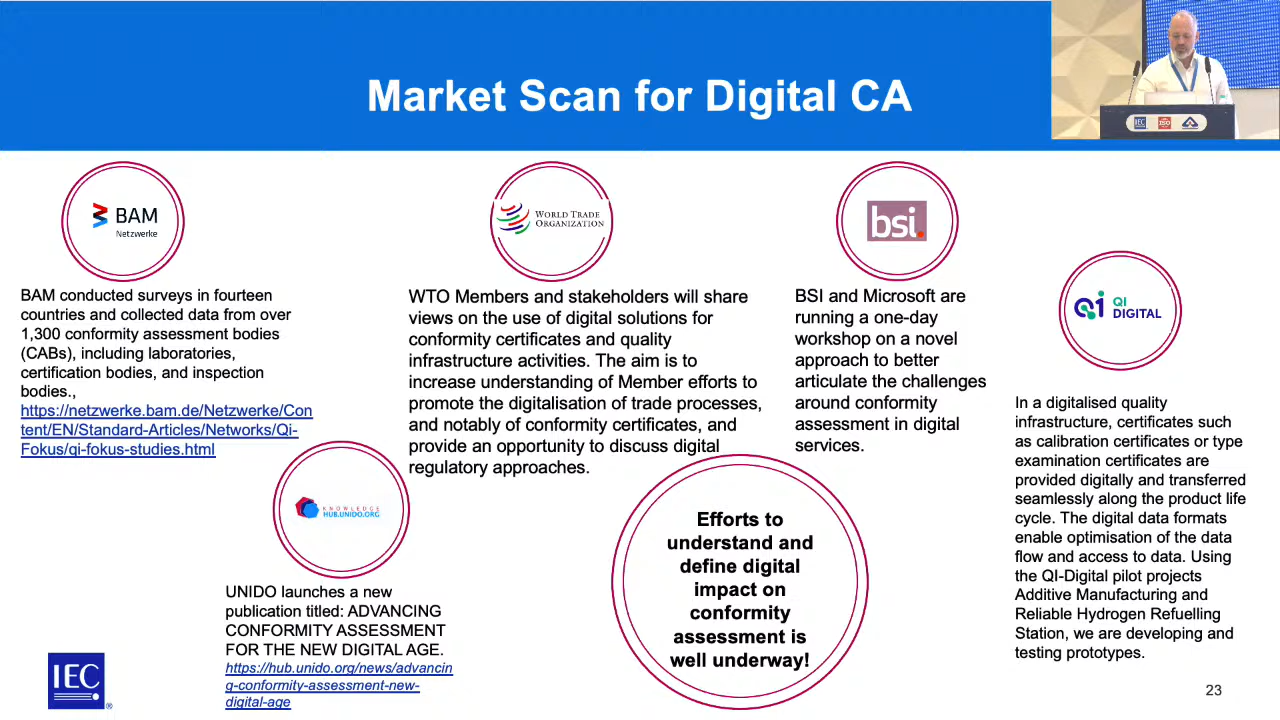 Market Scan for Digital CA
IEC
ISO
BAM
Netzwerke
BAM conducted surveys in fourteen
countries and collected data from over
1,300 conformity assessment bodies
(CABs), including laboratories,
certification bodies, and inspection
bodies.,
https://netzwerke.bam.de/Netzwerke/Con
tent/EN/Standard-Articles/Networks/Qi-
Fokus/qi-fokus-studies.html
WORLD TRADE
ORGANIZATION
WTO Members and stakeholders will share
views on the use of digital solutions for
conformity certificates and quality
infrastructure activities. The aim is to
increase understanding of Member efforts to
promote the digitalisation of trade processes,
and notably of conformity certificates, and
provide an opportunity to discuss digital
regulatory approaches.
bsi.
BSI and Microsoft are
running a one-day
workshop on a novel
approach to better
articulate the challenges
around conformity
assessment in digital
services.
QI
QI
DIGITAL
In a digitalised quality
infrastructure, certificates such
as calibration certificates or type
examination certificates are
provided digitally and transferred
seamlessly along the product life
cycle. The digital data formats
enable optimisation of the data
flow and access to data. Using
the QI-Digital pilot projects
Additive Manufacturing and
Reliable Hydrogen Refuelling
Station, we are developing and
testing prototypes.
KNOWLEDGE
HUB.UNIDO.ORG
UNIDO launches a new
publication titled: ADVANCING
CONFORMITY ASSESSMENT
FOR THE NEW DIGITAL AGE.
https://hub.unido.org/news/advancin
g-conformity-assessment-new-
digital-age
Efforts to
understand and
define digital
impact on
conformity
assessment is
well underway!
IEC
®
23